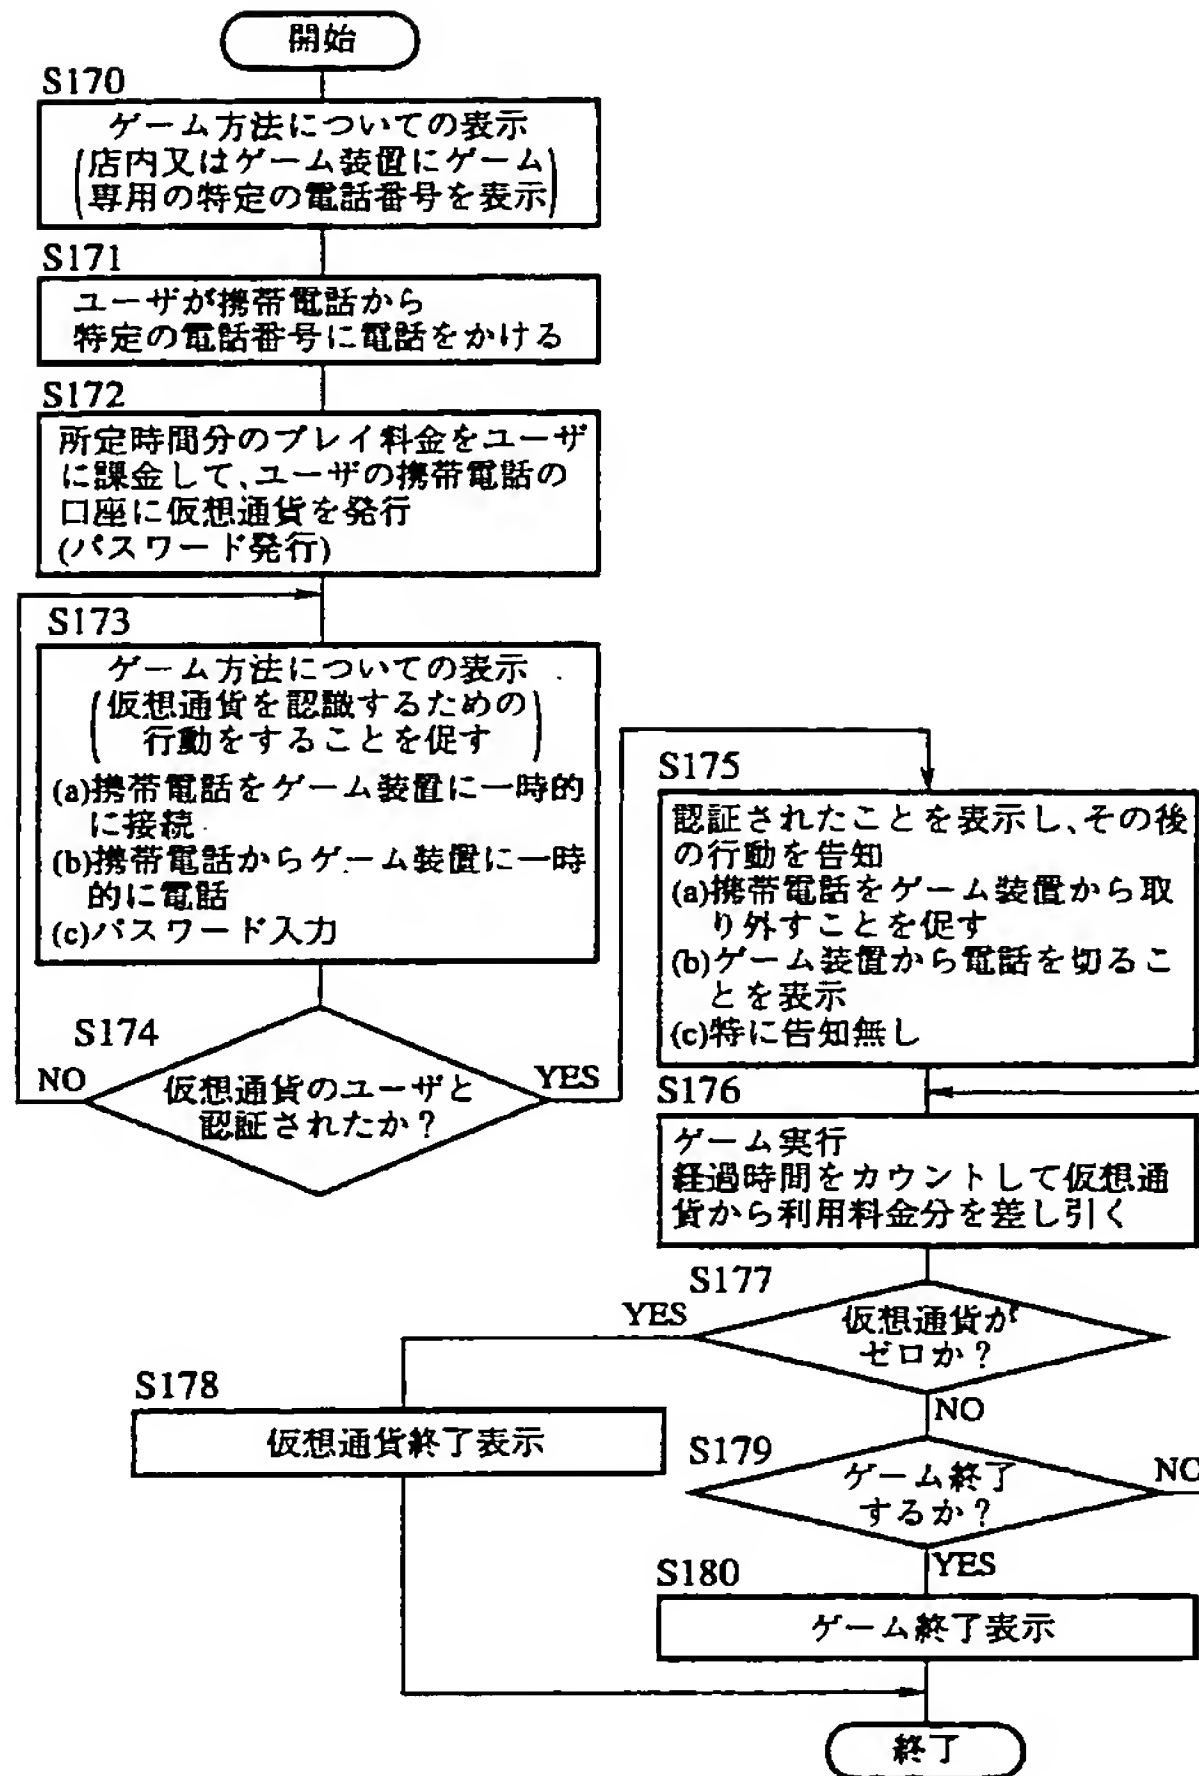 開始
S170
ゲーム方法についての表示
(店内又はゲーム装置にゲーム
専用の特定の電話番号を表示)
S171
ユーザが携帯電話から
特定の電話番号に電話をかける
S172
所定時間分のプレイ料金をユーザ
に課金して、ユーザの携帯電話の
口座に仮想通貨を発行
(パスワード発行)
S173
ゲーム方法についての表示
(仮想通貨を認識するための
行動をすることを促す)
(a)携帯電話をゲーム装置に一時的
に接続
(b)携帯電話からゲーム装置に一時
的に電話
(c)パスワード入力
S174
仮想通貨のユーザと
認証されたか?
NO
YES
S175
認証されたことを表示し、その後
の行動を告知
(a)携帯電話をゲーム装置から取
り外すことを促す
(b)ゲーム装置から電話を切るこ
とを表示
(c)特に告知無し
S176
ゲーム実行
経過時間をカウントして仮想通
貨から利用料金分を差し引く
S177
仮想通貨が
ゼロか?
YES
NO
S178
仮想通貨終了表示
S179
ゲーム終了
するか?
NO
YES
S180
ゲーム終了表示
終了